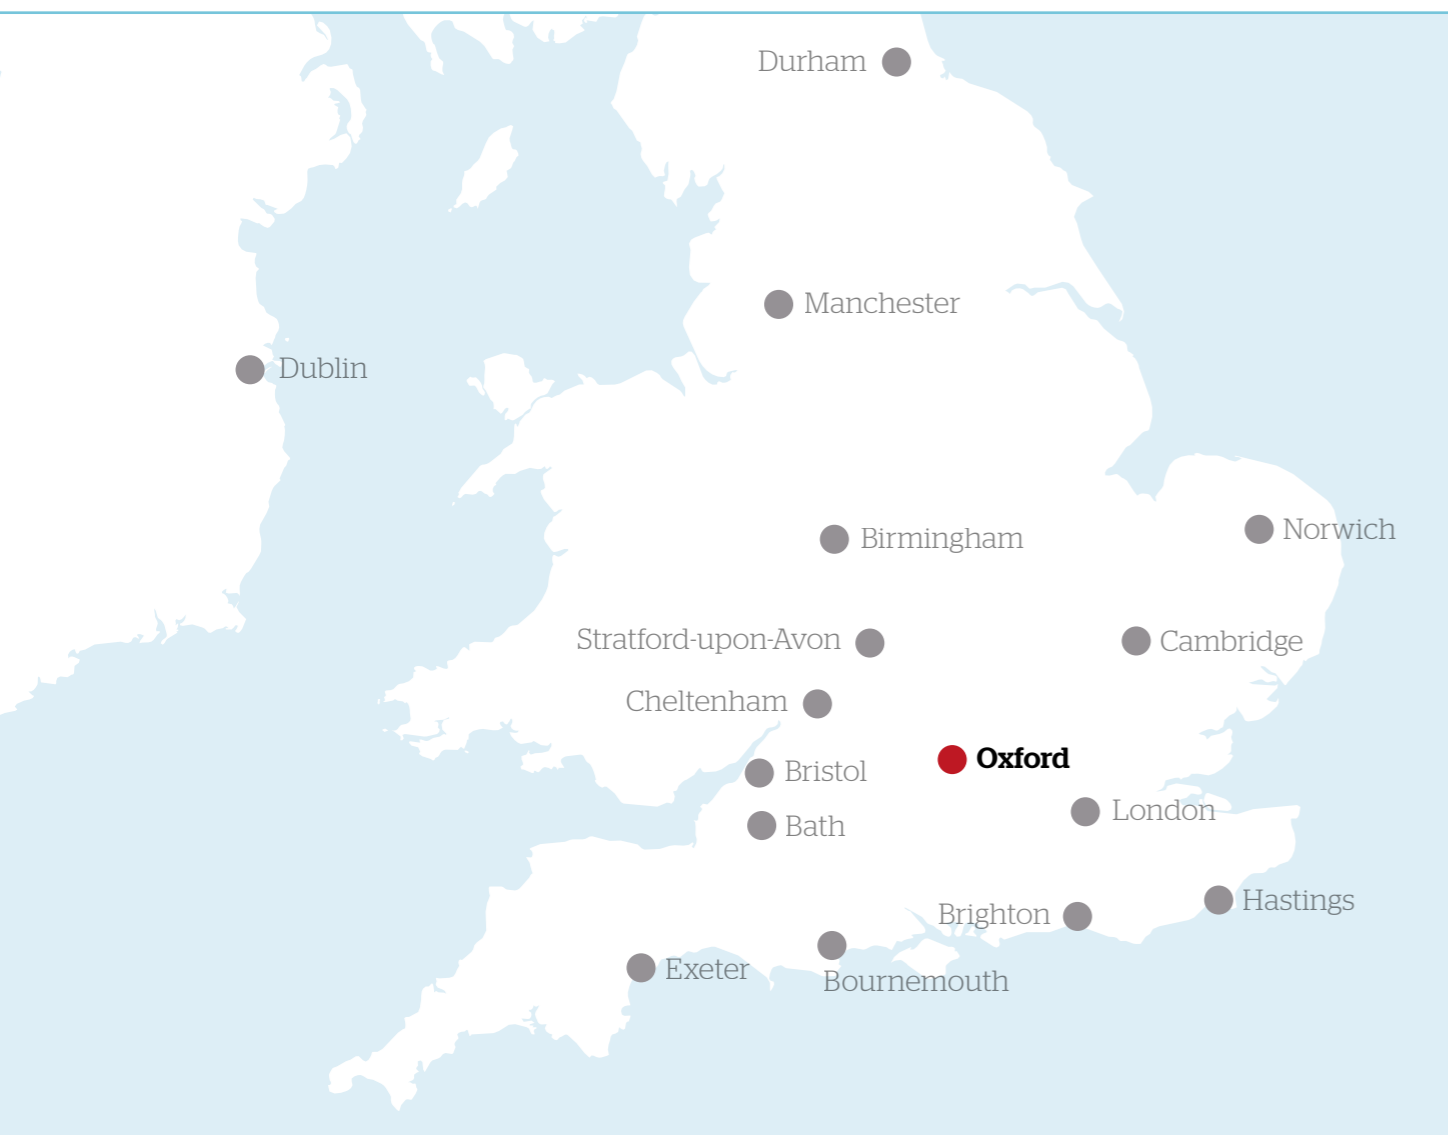 Durham
Manchester
Dublin
Norwich
Birmingham
Stratford-upon-Avon
Cambridge
Cheltenham
Oxford
Bristol
London
Bath
Hastings
Brighton
Exeter
Bournemouth